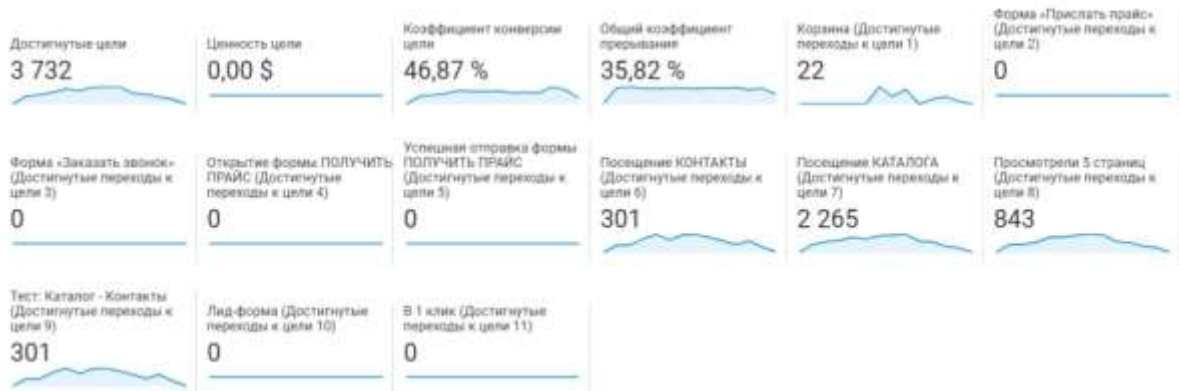 Достигнутые цели
3 732
Ценность цели
0,00 $
Коэффициент конверсии
цели
46,87 %
Общий коэффициент
прерывания
35,82 %
Корзина (Достигнутые
переходы к цели 1)
22
Форма «Прислать прайс»
(Достигнутые переходы к
цели 2)
0
Форма «Заказать звонок»
(Достигнутые переходы к
цели 3)
0
Открытие формы ПОЛУЧИТЬ
ПРАЙС (Достигнутые
переходы к цели 4)
0
Успешная отправка формы
ПОЛУЧИТЬ ПРАЙС
(Достигнутые переходы к
цели 5)
0
Посещение КОНТАКТЫ
(Достигнутые переходы к
цели 6)
301
Посещение КАТАЛОГА
(Достигнутые переходы к
цели 7)
2 265
Просмотрели 5 страниц
(Достигнутые переходы к
цели 8)
843
Тест: Каталог - Контакты
(Достигнутые переходы к
цели 9)
301
Лид-форма (Достигнутые
переходы к цели 10)
0
В 1 клик (Достигнутые
переходы к цели 11)
0